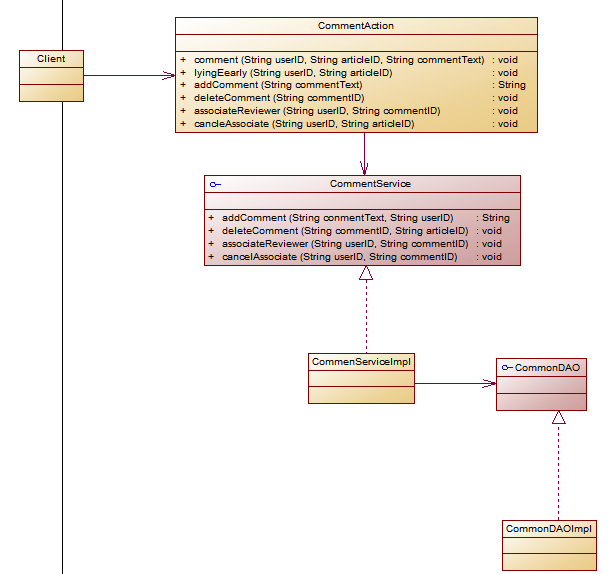 CommentAction
Client
+ comment (String userID, String articleID, String commentText) : void
+ lyingEearly (String userID, String articleID) : void
+ addComment (String commentText) : String
+ deleteComment (String commentID) : void
+ associateReviewer (String userID, String commentID) : void
+ cancleAssociate (String userID, String articleID) : void
CommentService
+ addComment (String commentText, String userID) : String
+ deleteComment (String commentID, String articleID) : void
+ associateReviewer (String userID, String commentID) : void
+ cancelAssociate (String userID, String commentID) : void
CommenServiceImpl
CommonDAO
CommonDAOImpl